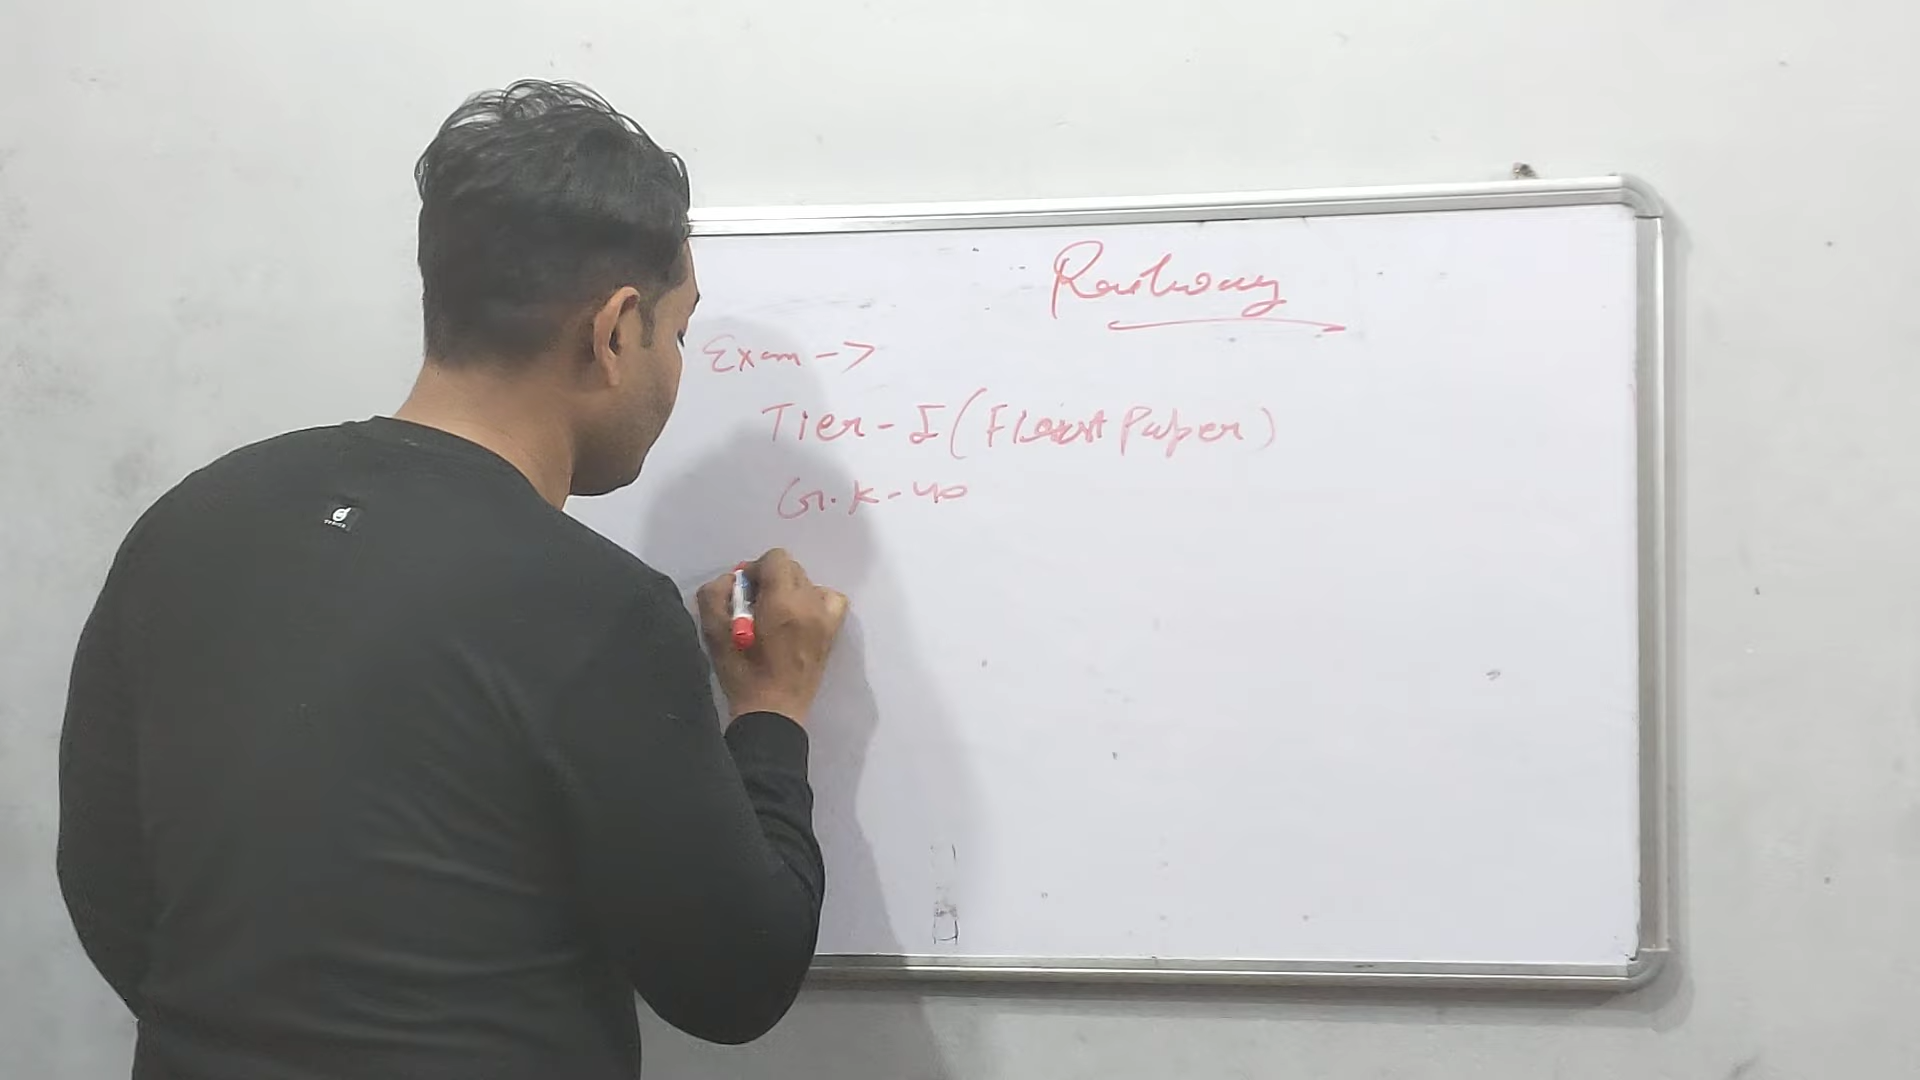 Railway
Exam ->
Tier - I (First Paper)
G.K - 40